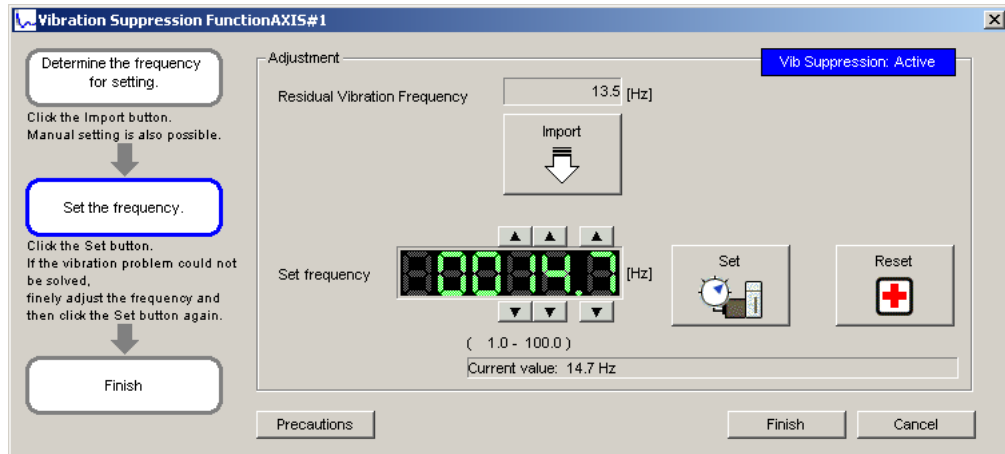 Vibration Suppression FunctionAXIS#1
Determine the frequency
for setting.
Click the Import button.
Manual setting is also possible.
Set the frequency.
Click the Set button.
If the vibration problem could not
be solved,
finely adjust the frequency and
then click the Set button again.
Finish
Adjustment
Vib Suppression: Active
Residual Vibration Frequency
13.5 [Hz]
Import
Set frequency
0014.7 [Hz]
( 1.0 - 100.0 )
Current value: 14.7 Hz
Set
Reset
Precautions
Finish
Cancel